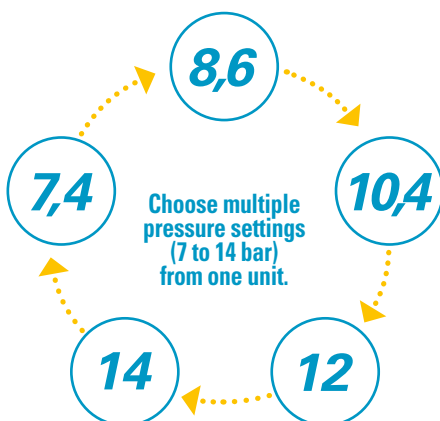 8,6
7,4
10,4
Choose multiple
pressure settings
(7 to 14 bar)
from one unit.
14
12